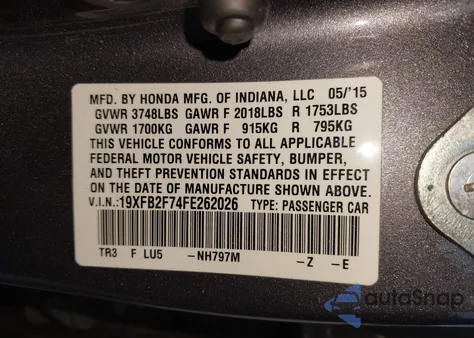 MFD. BY HONDA MFG. OF INDIANA, LLC 05/'15
GVWR 3748LBS GAWR F 2018LBS R 1753LBS
GVWR 1700KG GAWR F 915KG R 795KG
THIS VEHICLE CONFORMS TO ALL APPLICABLE
FEDERAL MOTOR VEHICLE SAFETY, BUMPER,
AND THEFT PREVENTION STANDARDS IN EFFECT
ON THE DATE OF MANUFACTURE SHOWN ABOVE.
V.I.N.:19XFB2F74FE262026 TYPE: PASSENGER CAR
TR3 F LU5 -NH797M -Z -E
autoSnap